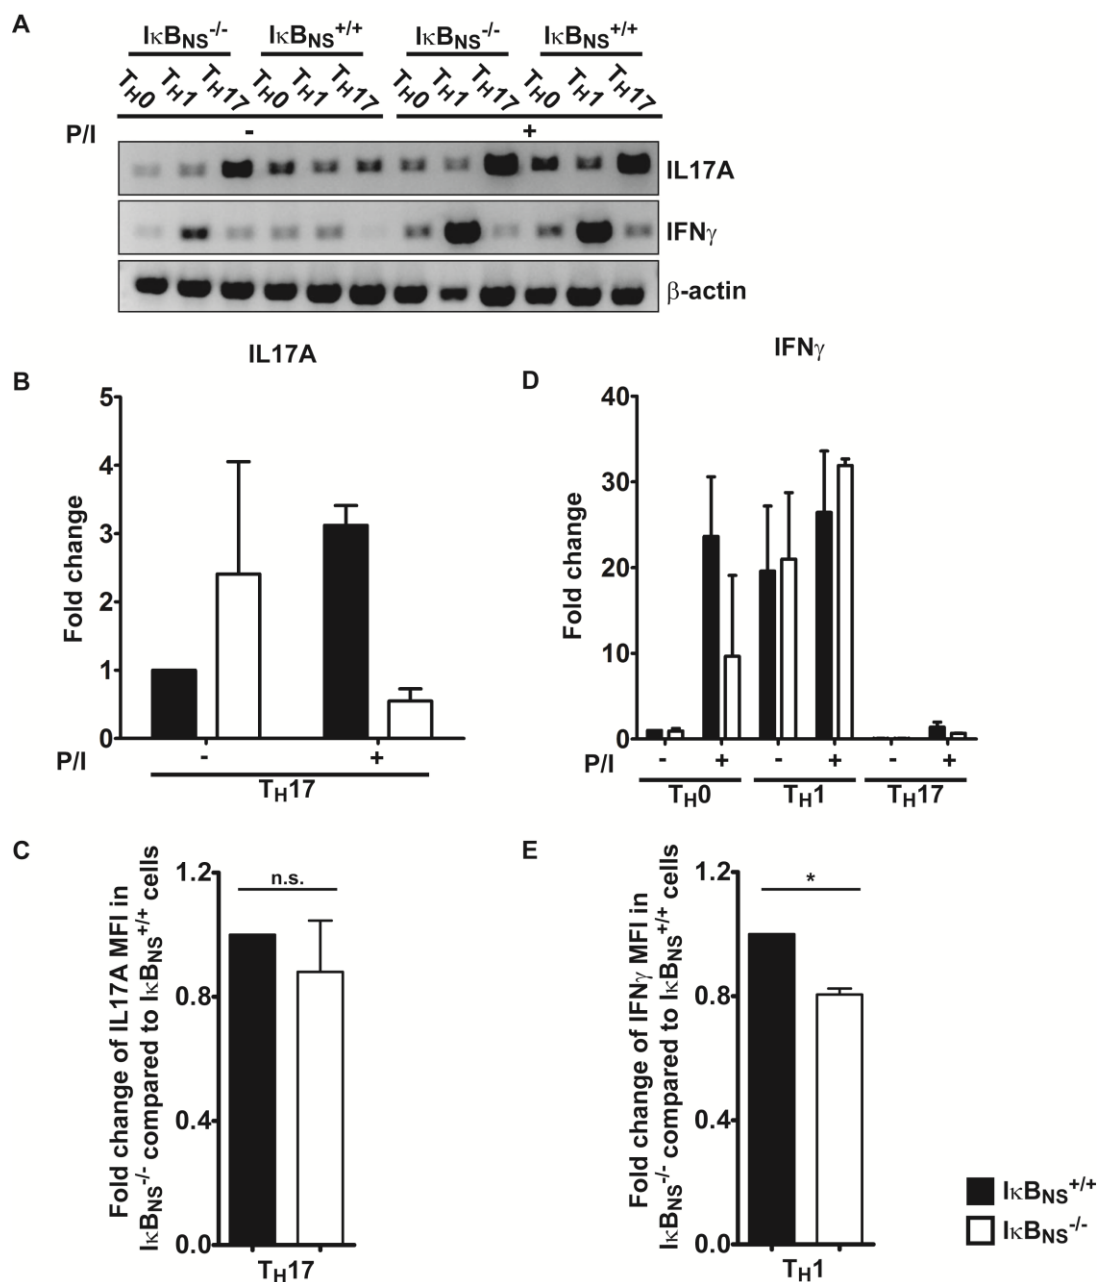 A
IκBNS-/- IκBNS+/+ IκBNS-/- IκBNS+/+
TH0 TH1 TH17 TH0 TH1 TH17 TH0 TH1 TH17 TH0 TH1 TH17
P/I - +
IL17A
IFNγ
β-actin
IL17A
B
Fold change
5
4
3
2
1
0
P/I - +
TH17
IFNγ
D
Fold change
40
30
20
10
0
P/I - + - + - +
TH0 TH1 TH17
C
Fold change of IL17A MFI in
IκBNS-/- compared to IκBNS+/+ cells
1.2
0.8
0.4
0.0
n.s.
TH17
E
Fold change of IFNγ MFI in
IκBNS-/- compared to IκBNS+/+ cells
1.2
0.8
0.4
0.0
*
TH1
IκBNS+/+
IκBNS-/-